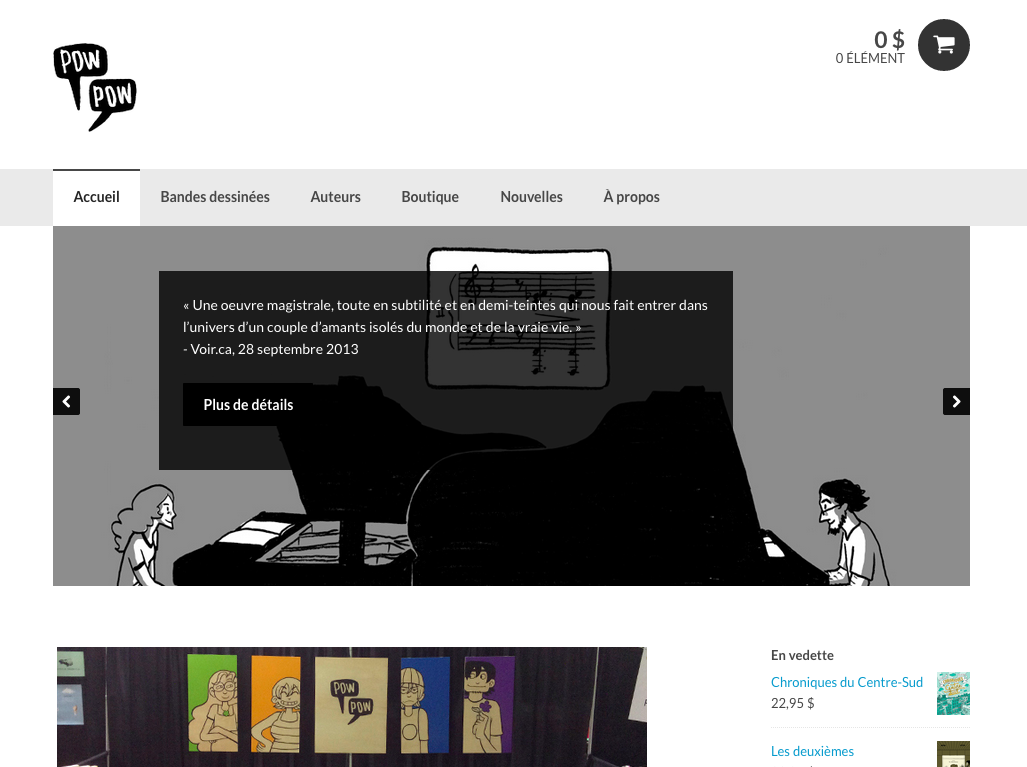 POW
POW
0 $
0 ÉLÉMENT
Accueil
Bandes dessinées
Auteurs
Boutique
Nouvelles
À propos
« Une oeuvre magistrale, toute en subtilité et en demi-teintes qui nous fait entrer dans
l’univers d’un couple d’amants isolés du monde et de la vraie vie. »
- Voir.ca, 28 septembre 2013
Plus de détails
POW
POW
En vedette
Chroniques du Centre-Sud
22,95 $
Les deuxièmes